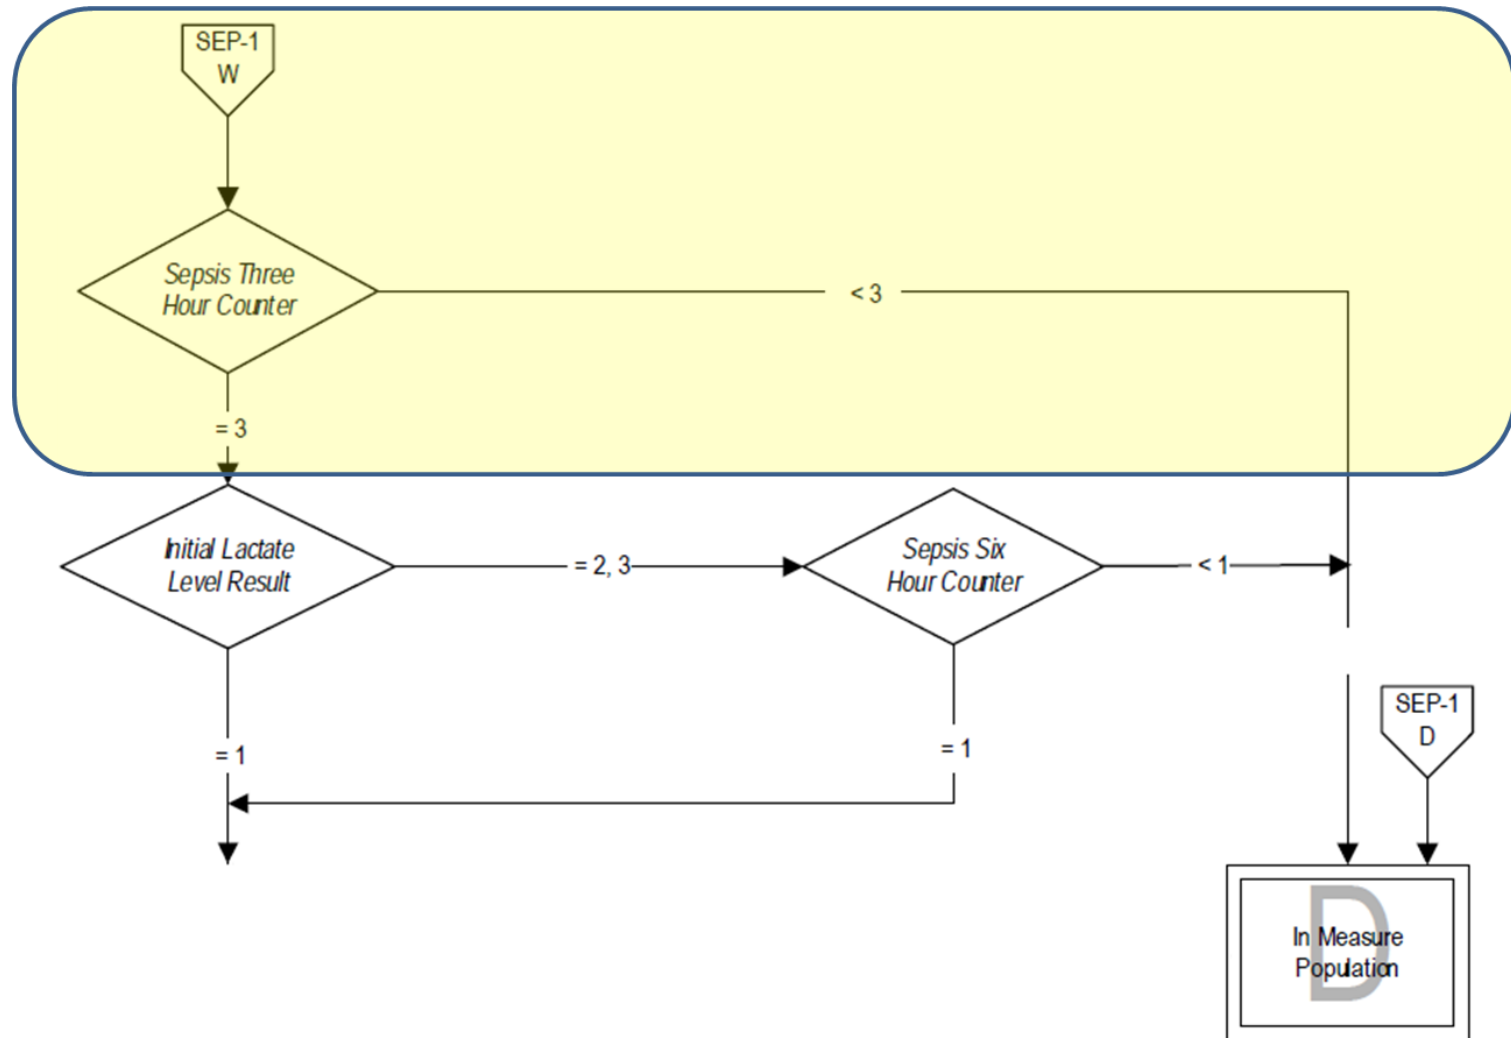 SEP-1
W
Sepsis Three
Hour Counter
< 3
= 3
Initial Lactate
Level Result
= 2, 3
Sepsis Six
Hour Counter
< 1
= 1
= 1
SEP-1
D
D
In Measure
Population